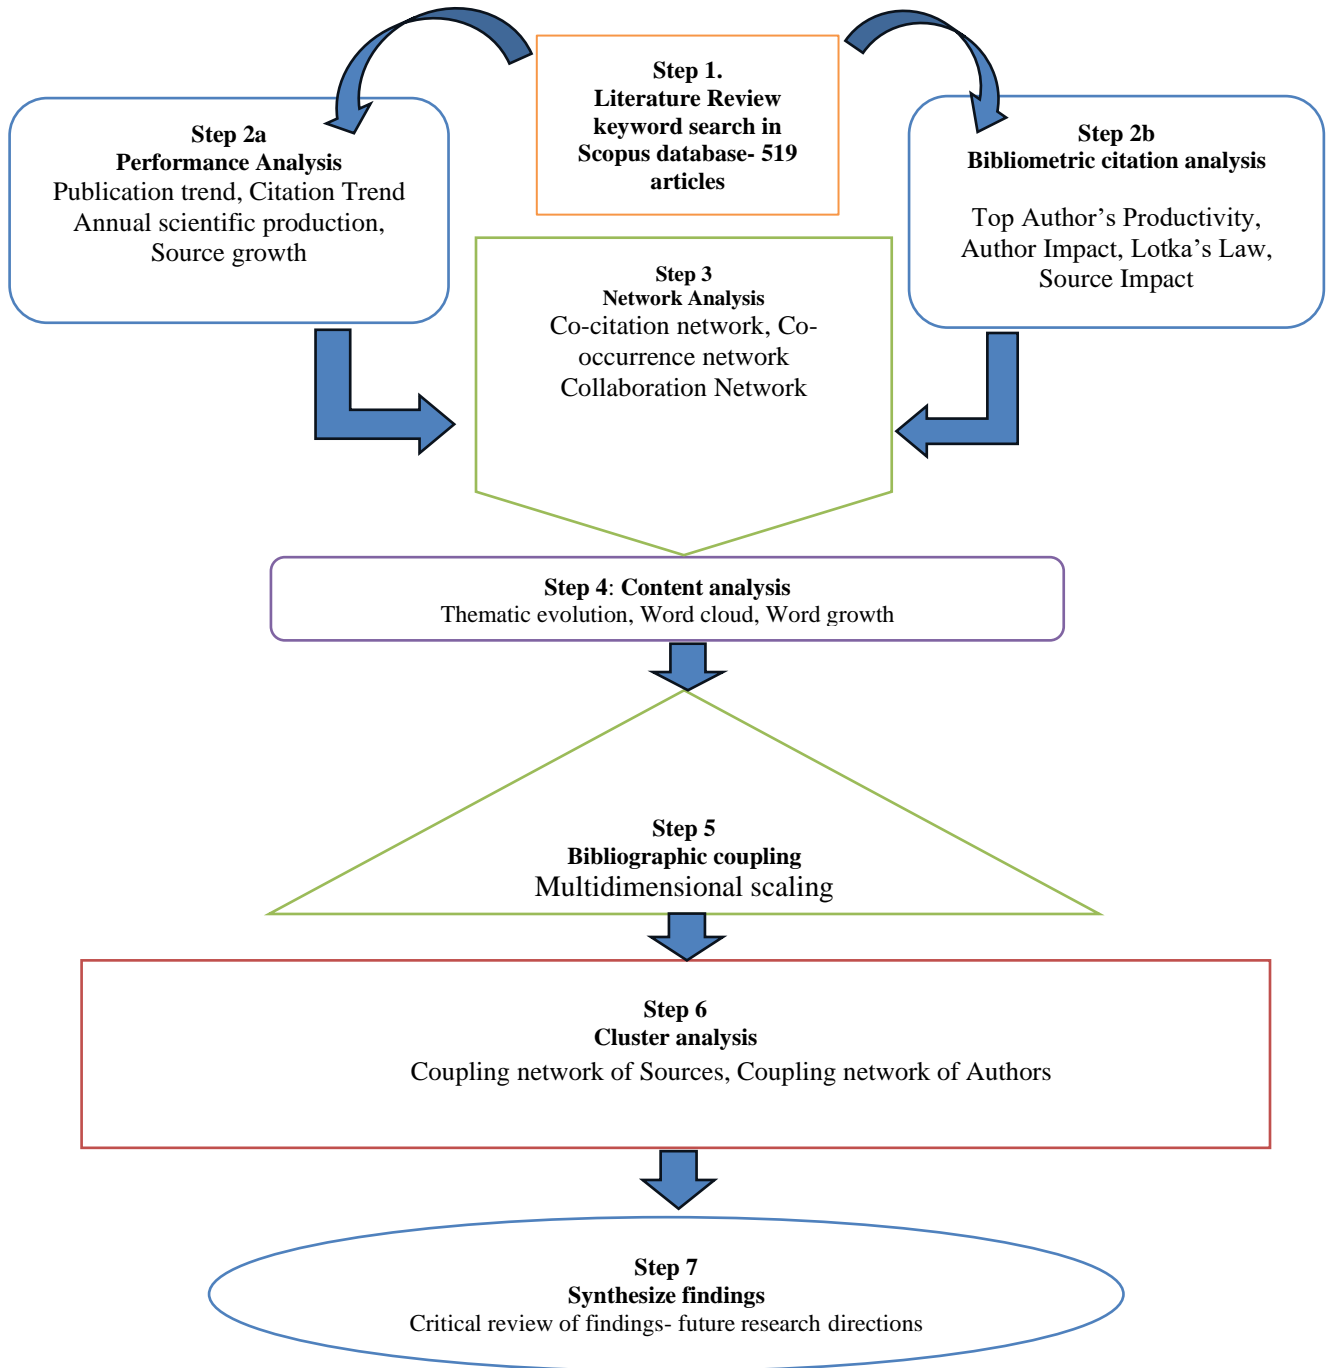 Step 1.
Literature Review
keyword search in
Scopus database- 519
articles
Step 2a
Performance Analysis
Publication trend, Citation Trend
Annual scientific production,
Source growth
Step 2b
Bibliometric citation analysis
Top Author’s Productivity,
Author Impact, Lotka’s Law,
Source Impact
Step 3
Network Analysis
Co-citation network, Co-
occurrence network
Collaboration Network
Step 4: Content analysis
Thematic evolution, Word cloud, Word growth
Step 5
Bibliographic coupling
Multidimensional scaling
Step 6
Cluster analysis
Coupling network of Sources, Coupling network of Authors
Step 7
Synthesize findings
Critical review of findings- future research directions